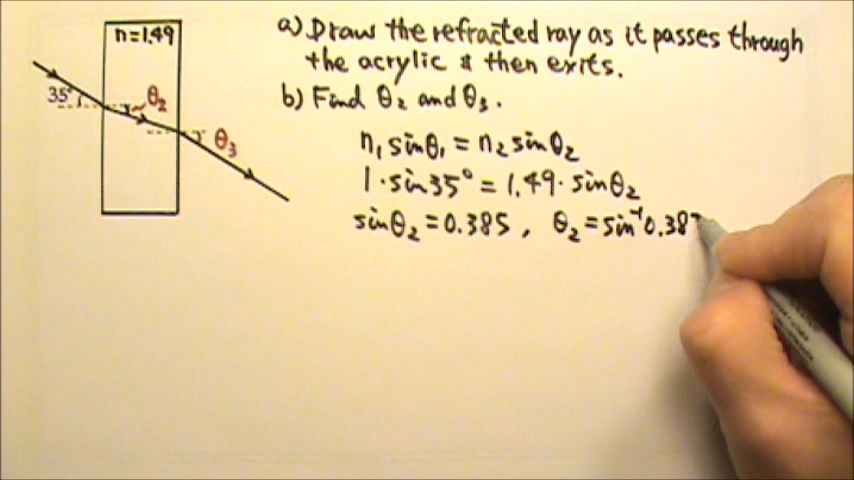 n=1.49
35°
θ₂
θ₃
a) Draw the refracted ray as it passes through
the acrylic & then exits.
b) Find θ₂ and θ₃.
n₁ sinθ₁ = n₂ sinθ₂
1 · sin35° = 1.49 · sinθ₂
sinθ₂ = 0.385 , θ₂ = sin⁻¹0.38